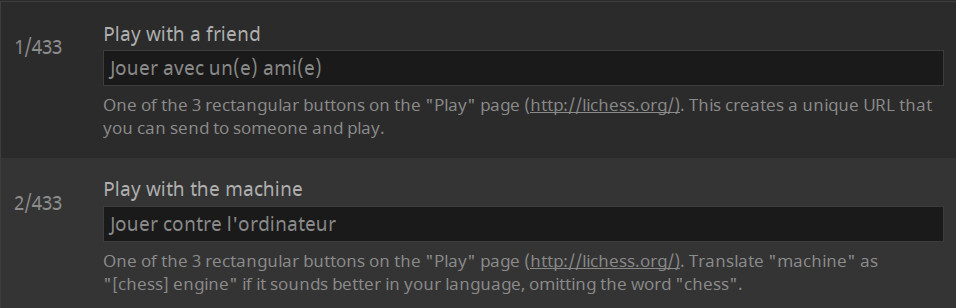 Play with a friend
1/433
Jouer avec un(e) ami(e)
One of the 3 rectangular buttons on the "Play" page (http://lichess.org/). This creates a unique URL that
you can send to someone and play.
Play with the machine
2/433
Jouer contre l'ordinateur
One of the 3 rectangular buttons on the "Play" page (http://lichess.org/). Translate "machine" as
"[chess] engine" if it sounds better in your language, omitting the word "chess".